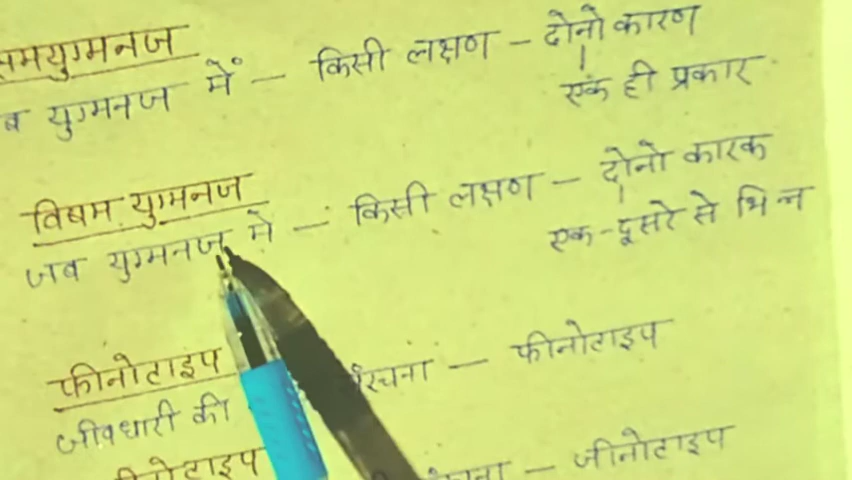 समयुग्मनज
ब युग्मनज में – किसी लक्षण – दोनो कारण
एक ही प्रकार
विषम युग्मनज
जब युग्मनज मे – किसी लक्षण – दोनो कारक
एक-दूसरे से भिन्न
फीनोटाइप
जीवधारी की संरचना – फीनोटाइप
जीनोटाइप
– जीनोटाइप